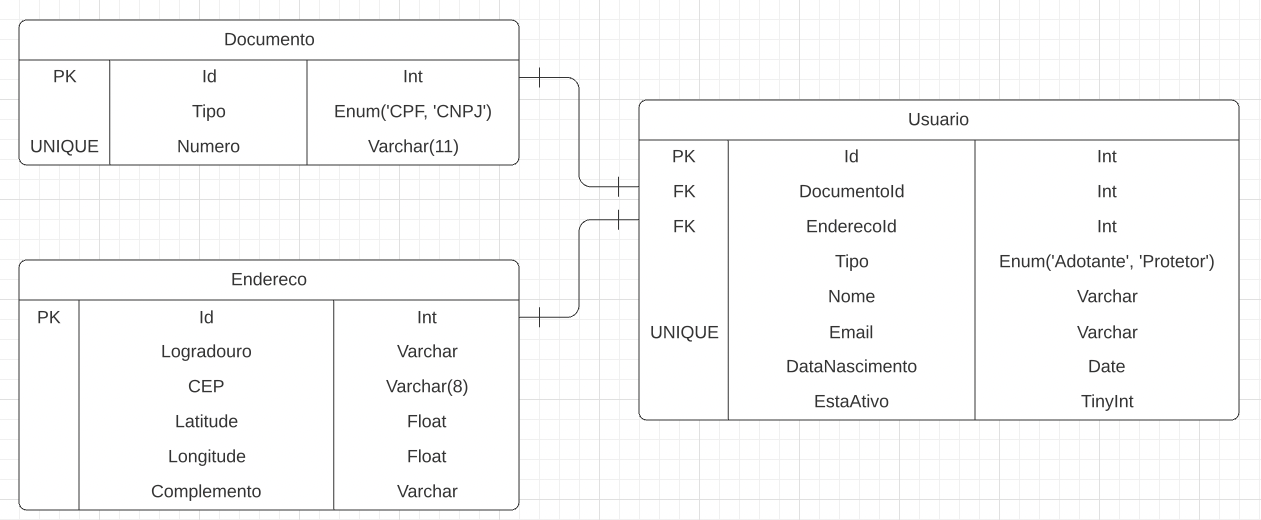 Documento
PK Id Int
Tipo Enum('CPF, 'CNPJ')
UNIQUE Numero Varchar(11)
Usuario
PK Id Int
FK DocumentoId Int
FK EnderecoId Int
Tipo Enum('Adotante', 'Protetor')
Nome Varchar
UNIQUE Email Varchar
DataNascimento Date
EstaAtivo TinyInt
Endereco
PK Id Int
Logradouro Varchar
CEP Varchar(8)
Latitude Float
Longitude Float
Complemento Varchar